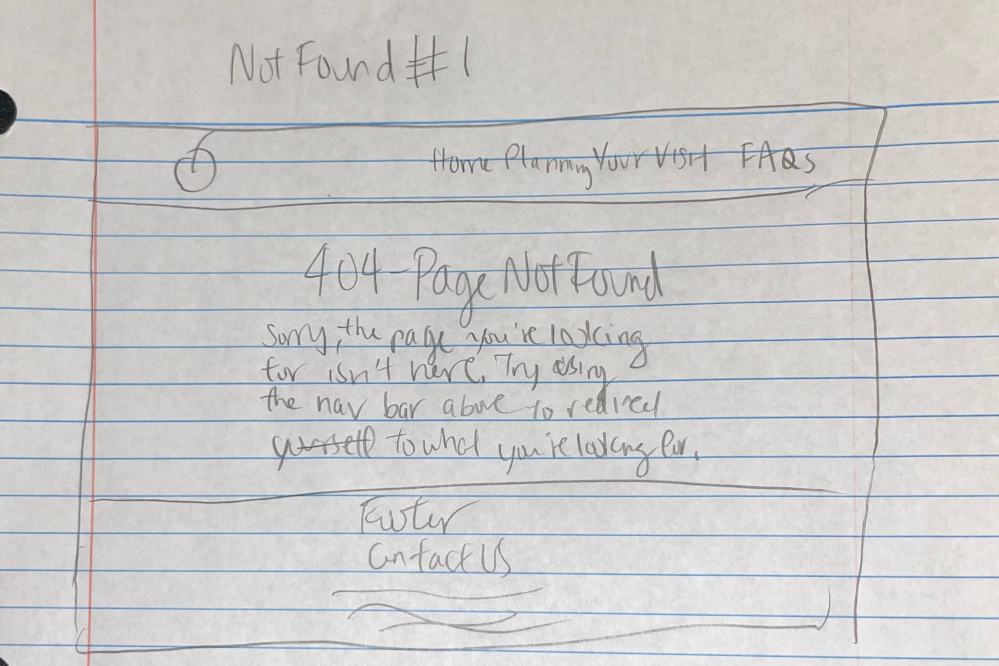 Not Found #1
Home Planning Your Visit FAQs
404-Page Not Found
Sorry, the page you're looking
for isn't here. Try using
the nav bar above to redirect
yourself to what you're looking for.
Footer
Contact Us